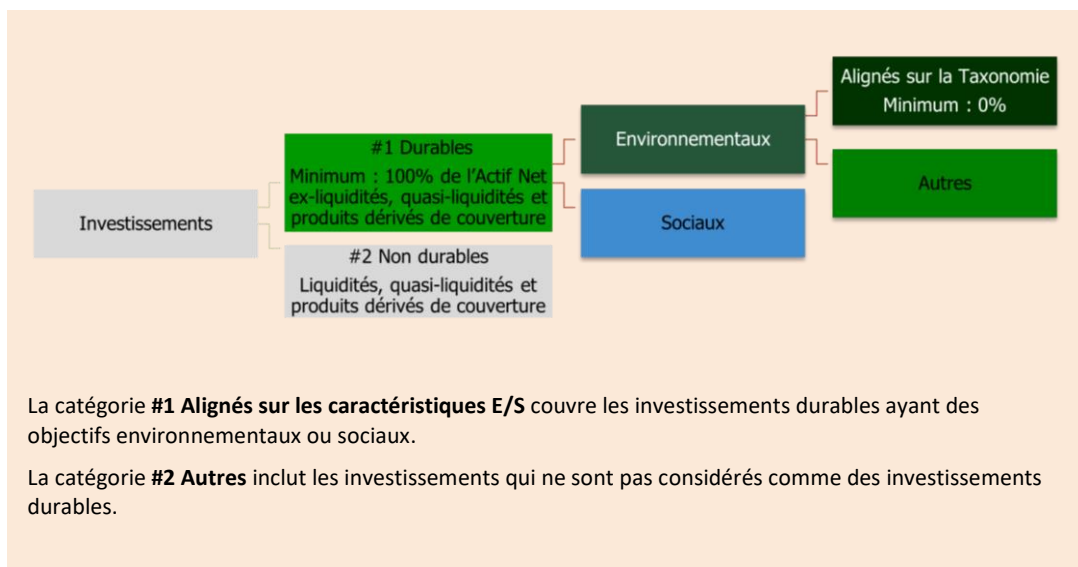 Alignés sur la Taxonomie
Minimum : 0%
Environnementaux
#1 Durables
Minimum : 100% de l'Actif Net
ex-liquidités, quasi-liquidités et
produits dérivés de couverture
Autres
Investissements
Sociaux
#2 Non durables
Liquidités, quasi-liquidités et
produits dérivés de couverture
La catégorie #1 Alignés sur les caractéristiques E/S couvre les investissements durables ayant des
objectifs environnementaux ou sociaux.
La catégorie #2 Autres inclut les investissements qui ne sont pas considérés comme des investissements
durables.